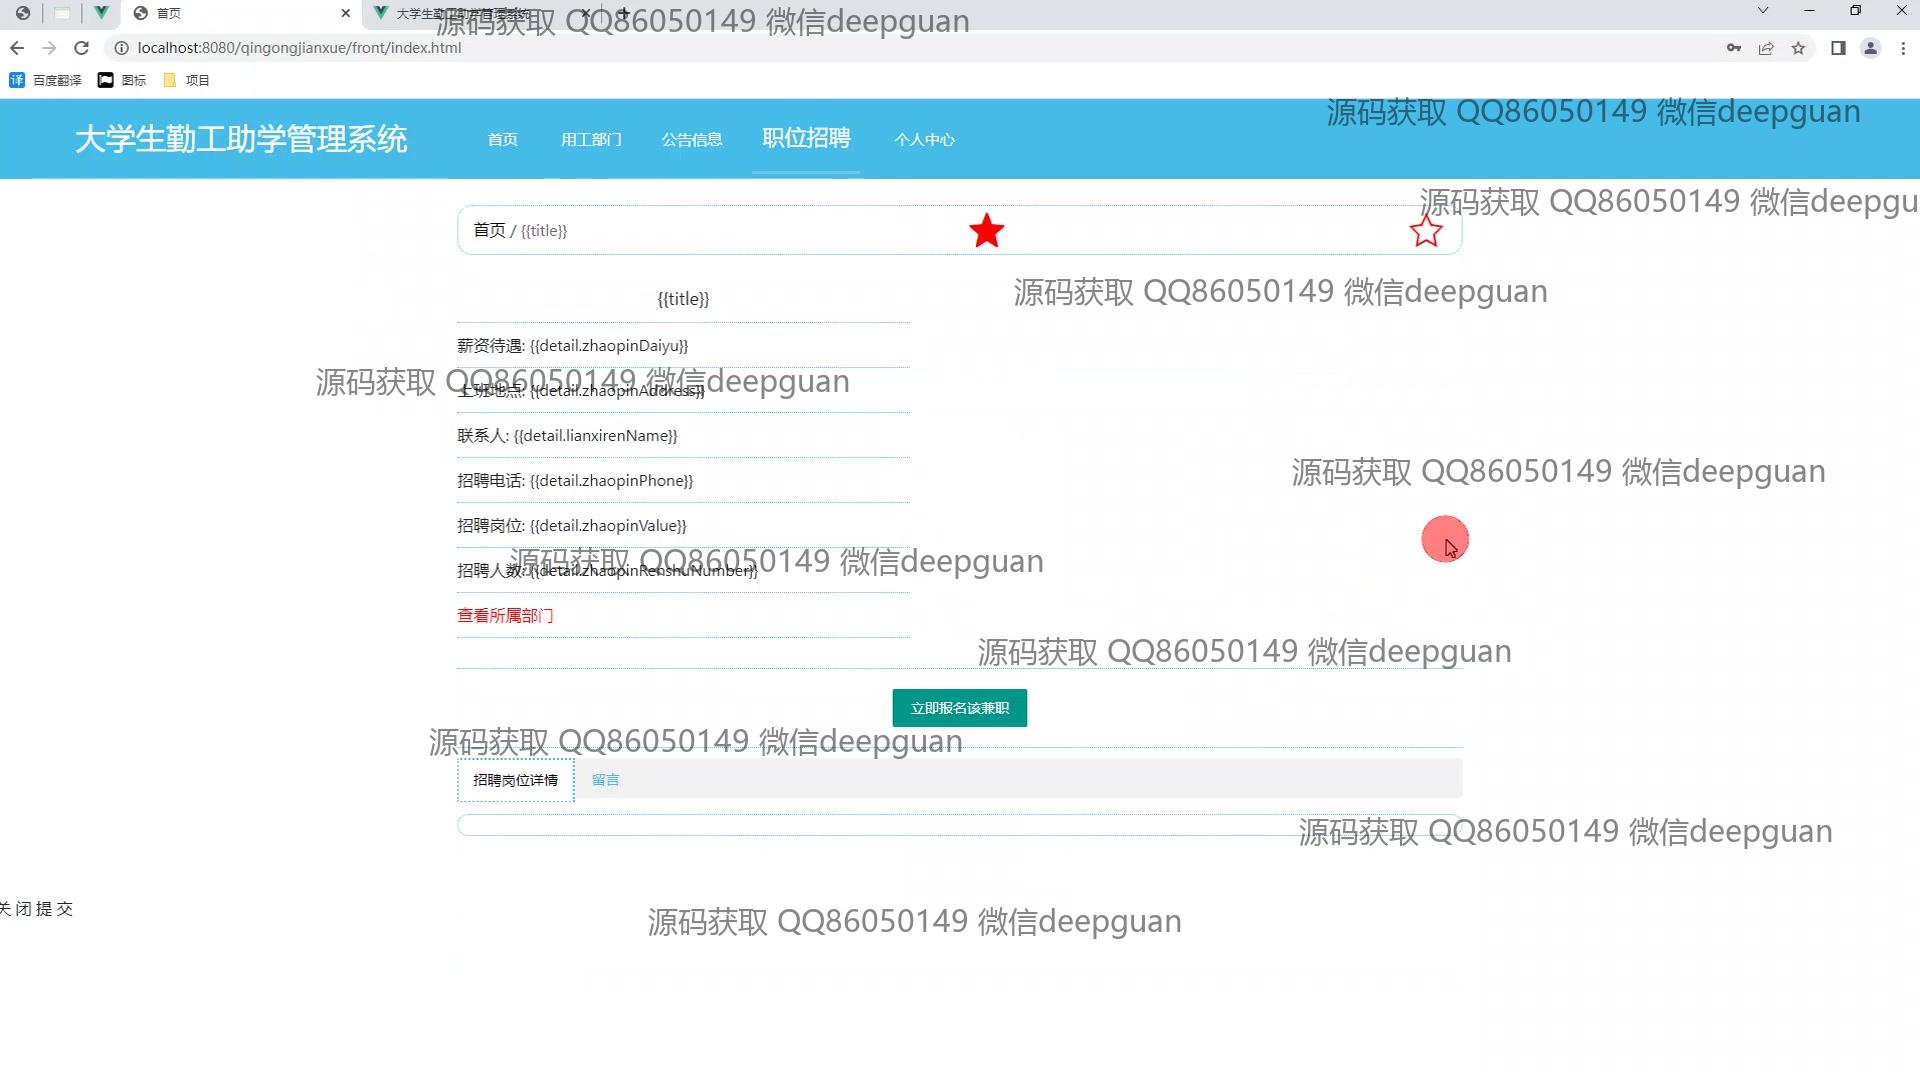 首页
大学生勤工助学管理系统
源码获取 QQ86050149 微信deepguan
localhost:8080/qingongjianxue/front/index.html
译 百度翻译 图标 项目
源码获取 QQ86050149 微信deepguan
大学生勤工助学管理系统 首页 用工部门 公告信息 职位招聘 个人中心
源码获取 QQ86050149 微信deepgu
首页 / {{title}}
源码获取 QQ86050149 微信deepguan
{{title}}
薪资待遇: {{detail.zhaopinDaiyu}}
源码获取 QQ86050149 微信deepguan
上班地点: {{detail.zhaopinAddress}}
联系人: {{detail.lianxirenName}}
源码获取 QQ86050149 微信deepguan
招聘电话: {{detail.zhaopinPhone}}
招聘岗位: {{detail.zhaopinValue}}
源码获取 QQ86050149 微信deepguan
招聘人数: {{detail.zhaopinRenshuNumber}}
查看所属部门
源码获取 QQ86050149 微信deepguan
立即报名该兼职
源码获取 QQ86050149 微信deepguan
招聘岗位详情 留言
源码获取 QQ86050149 微信deepguan
关闭提交
源码获取 QQ86050149 微信deepguan